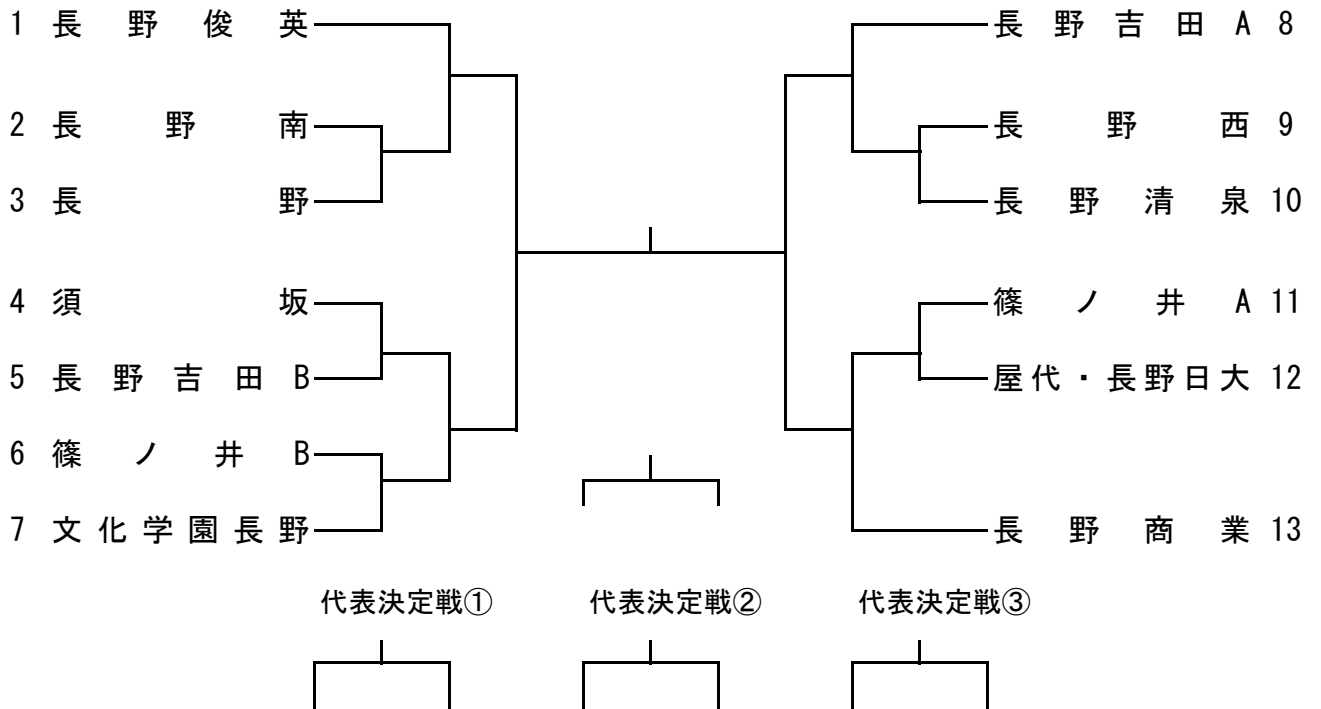 1 長野俊英
2 長野南
3 長野
4 須坂
5 長野吉田B
6 篠ノ井B
7 文化学園長野
長野吉田A 8
長野西 9
長野清泉 10
篠ノ井A 11
屋代・長野日大 12
長野商業 13
代表決定戦① 代表決定戦② 代表決定戦③